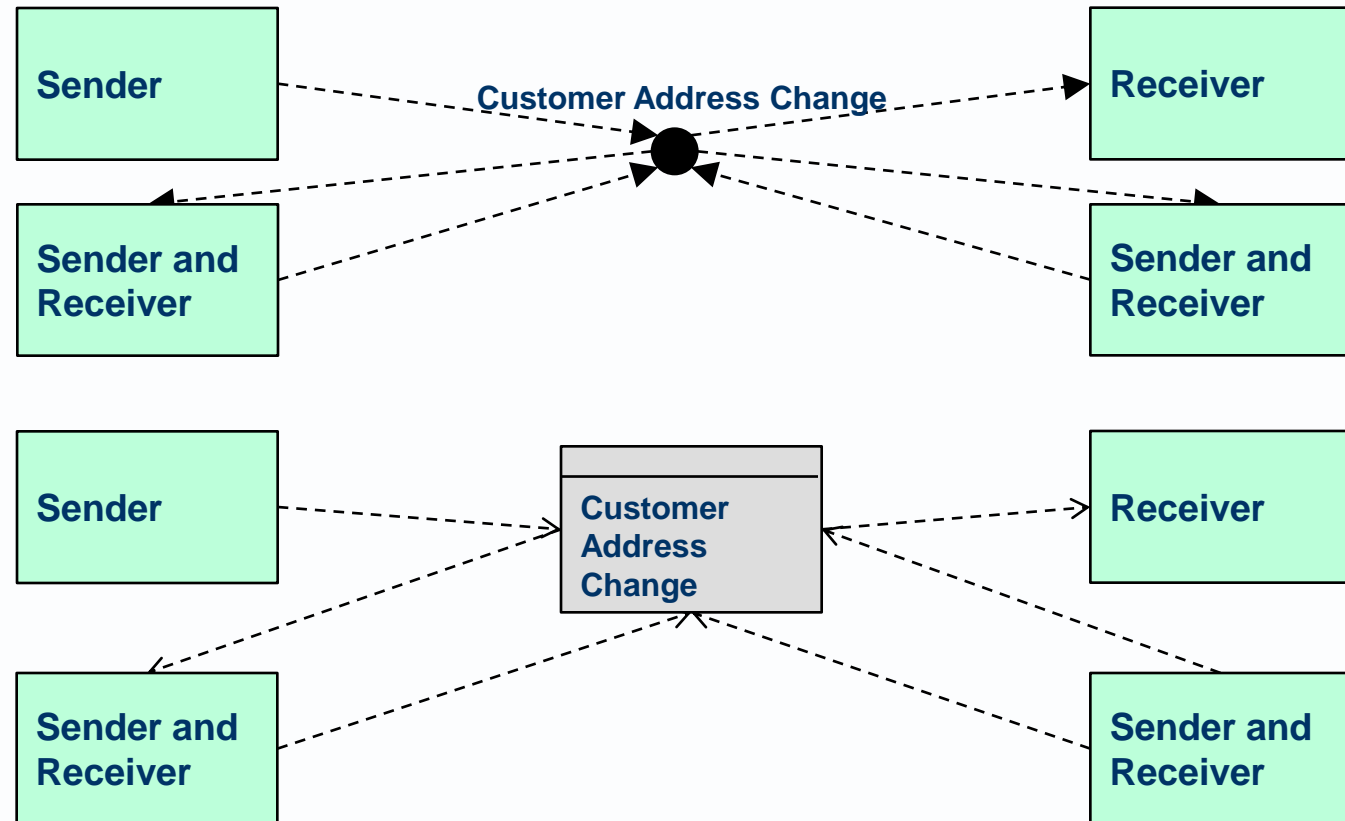 Sender
Customer Address Change
Receiver
Sender and
Receiver
Sender and
Receiver
Sender
Customer
Address
Change
Receiver
Sender and
Receiver
Sender and
Receiver